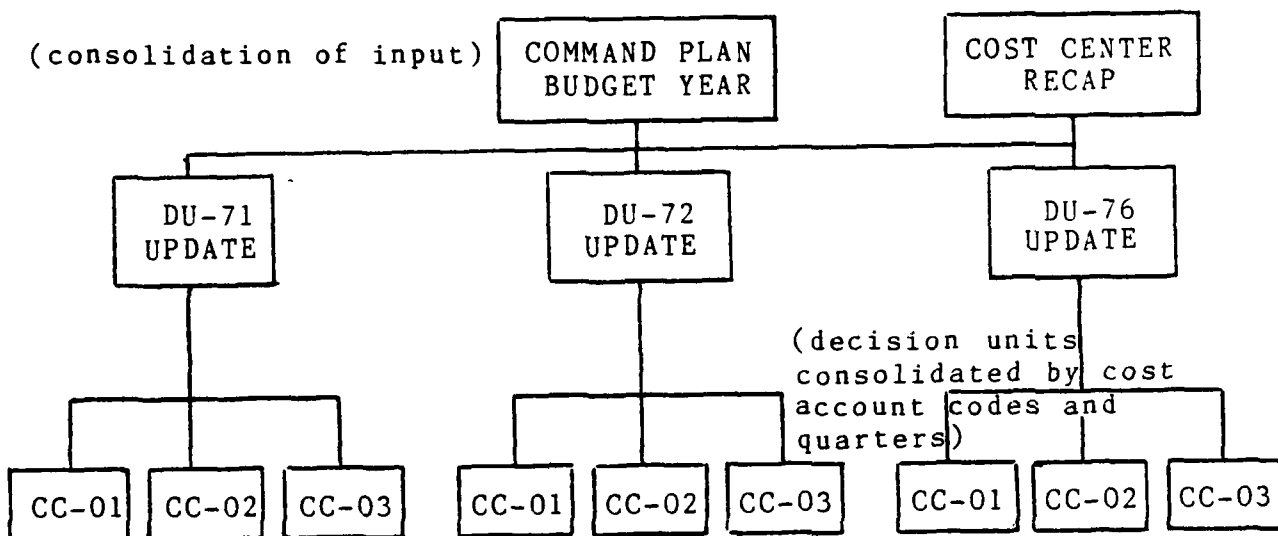 (consolidation of input)
COMMAND PLAN
BUDGET YEAR
COST CENTER
RECAP
DU-71
UPDATE
DU-72
UPDATE
DU-76
UPDATE
(decision units
consolidated by cost
account codes and
quarters)
CC-01
CC-02
CC-03
CC-01
CC-02
CC-03
CC-01
CC-02
CC-03